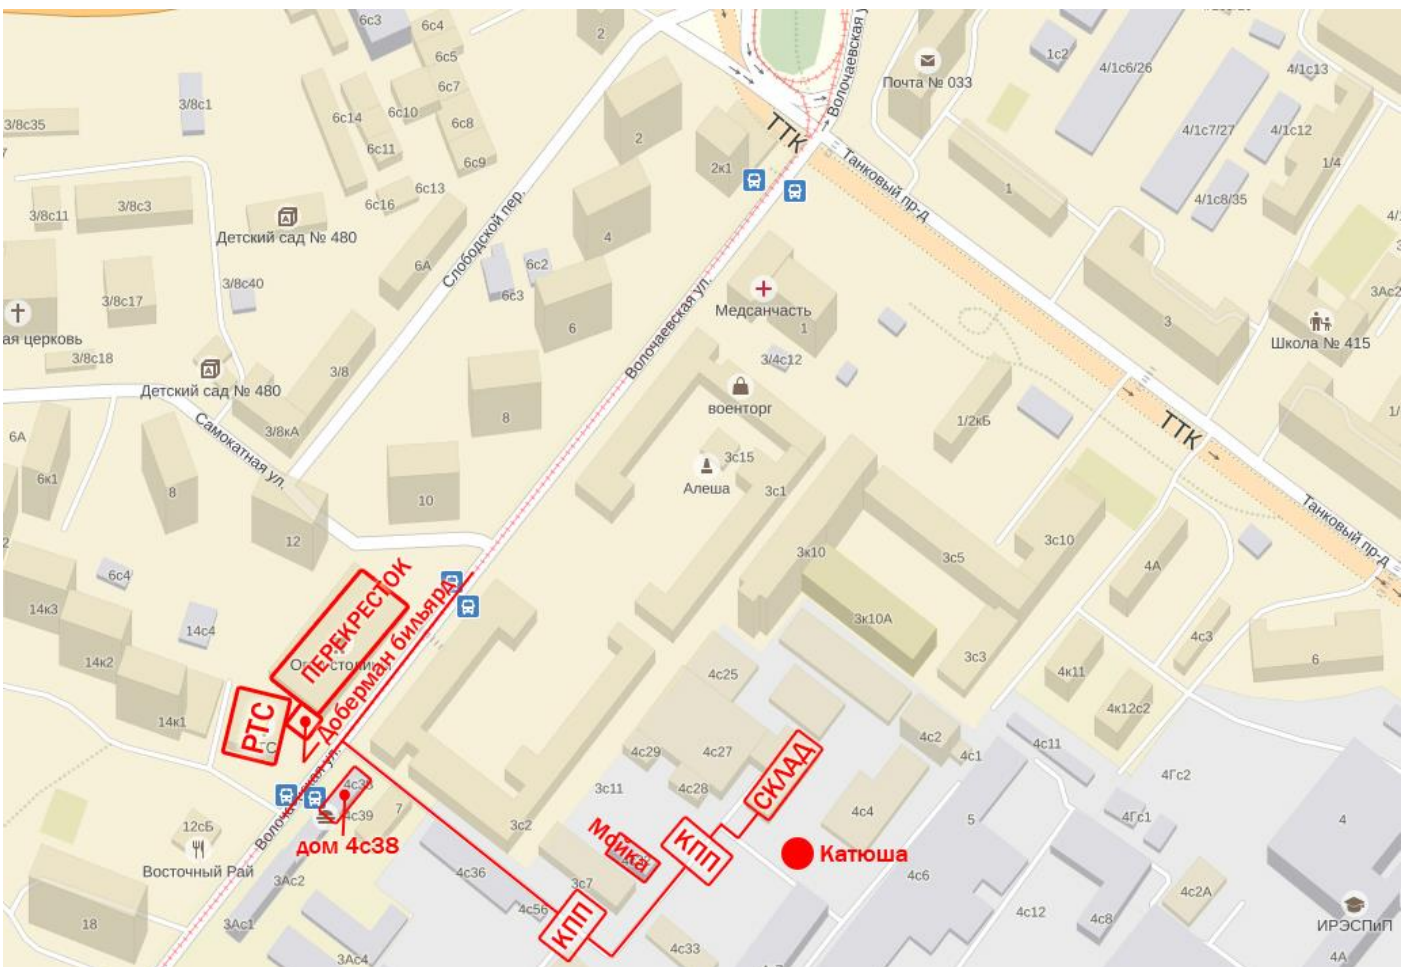 6с3
6с4
2
Волочаевская у
6с5
Почта № 033
1с2
4/1с6/26
4/1с13
3/8с1
6с7
6с14
6с10
6с8
3/8с35
7
6с11
6с9
2
ТТК
2к1
4/1с7/27
4/1с12
1/4
Танковый пр-д
6с13
6с16
3/8с11
3/8с3
1
4/1с8/35
Детский сад № 480
4
Слободской пер.
6А
6с2
6с3
3/8с40
3/8с17
Волочаевская ул.
Медсанчасть
1
3
3Ас2
ая церковь
6
Школа № 415
3/8с18
3/8
3/4с12
Детский сад № 480
военторг
8
1/2кБ
1/
Самокатная ул.
3/8кА
ТТК
6А
6к1
8
10
3с15
Алеша
3с1
Танковый пр-д
12
3к10
3с5
3с10
4А
6с4
14к3
14с4
ПЕРЕКРЕСТОК
Доберман бильярд
3к10А
4с3
14к2
3с3
4к11
6
4с25
14к1
РТС
4к12с2
4с2
4с1
4с11
4с29
4с27
СКЛАД
4Гс2
Волочаевская ул.
4с38
4с39
7
3с11
4с28
4с4
4Гс1
5
4
12сБ
дом 4с38
3с2
Мойка
КПП
Катюша
Восточный Рай
3Ас2
4с36
3с7
4с6
4с2А
18
3Ас1
4с56
КПП
4с12
4с8
ИРЭСПиП
3Ас4
4с33
4А